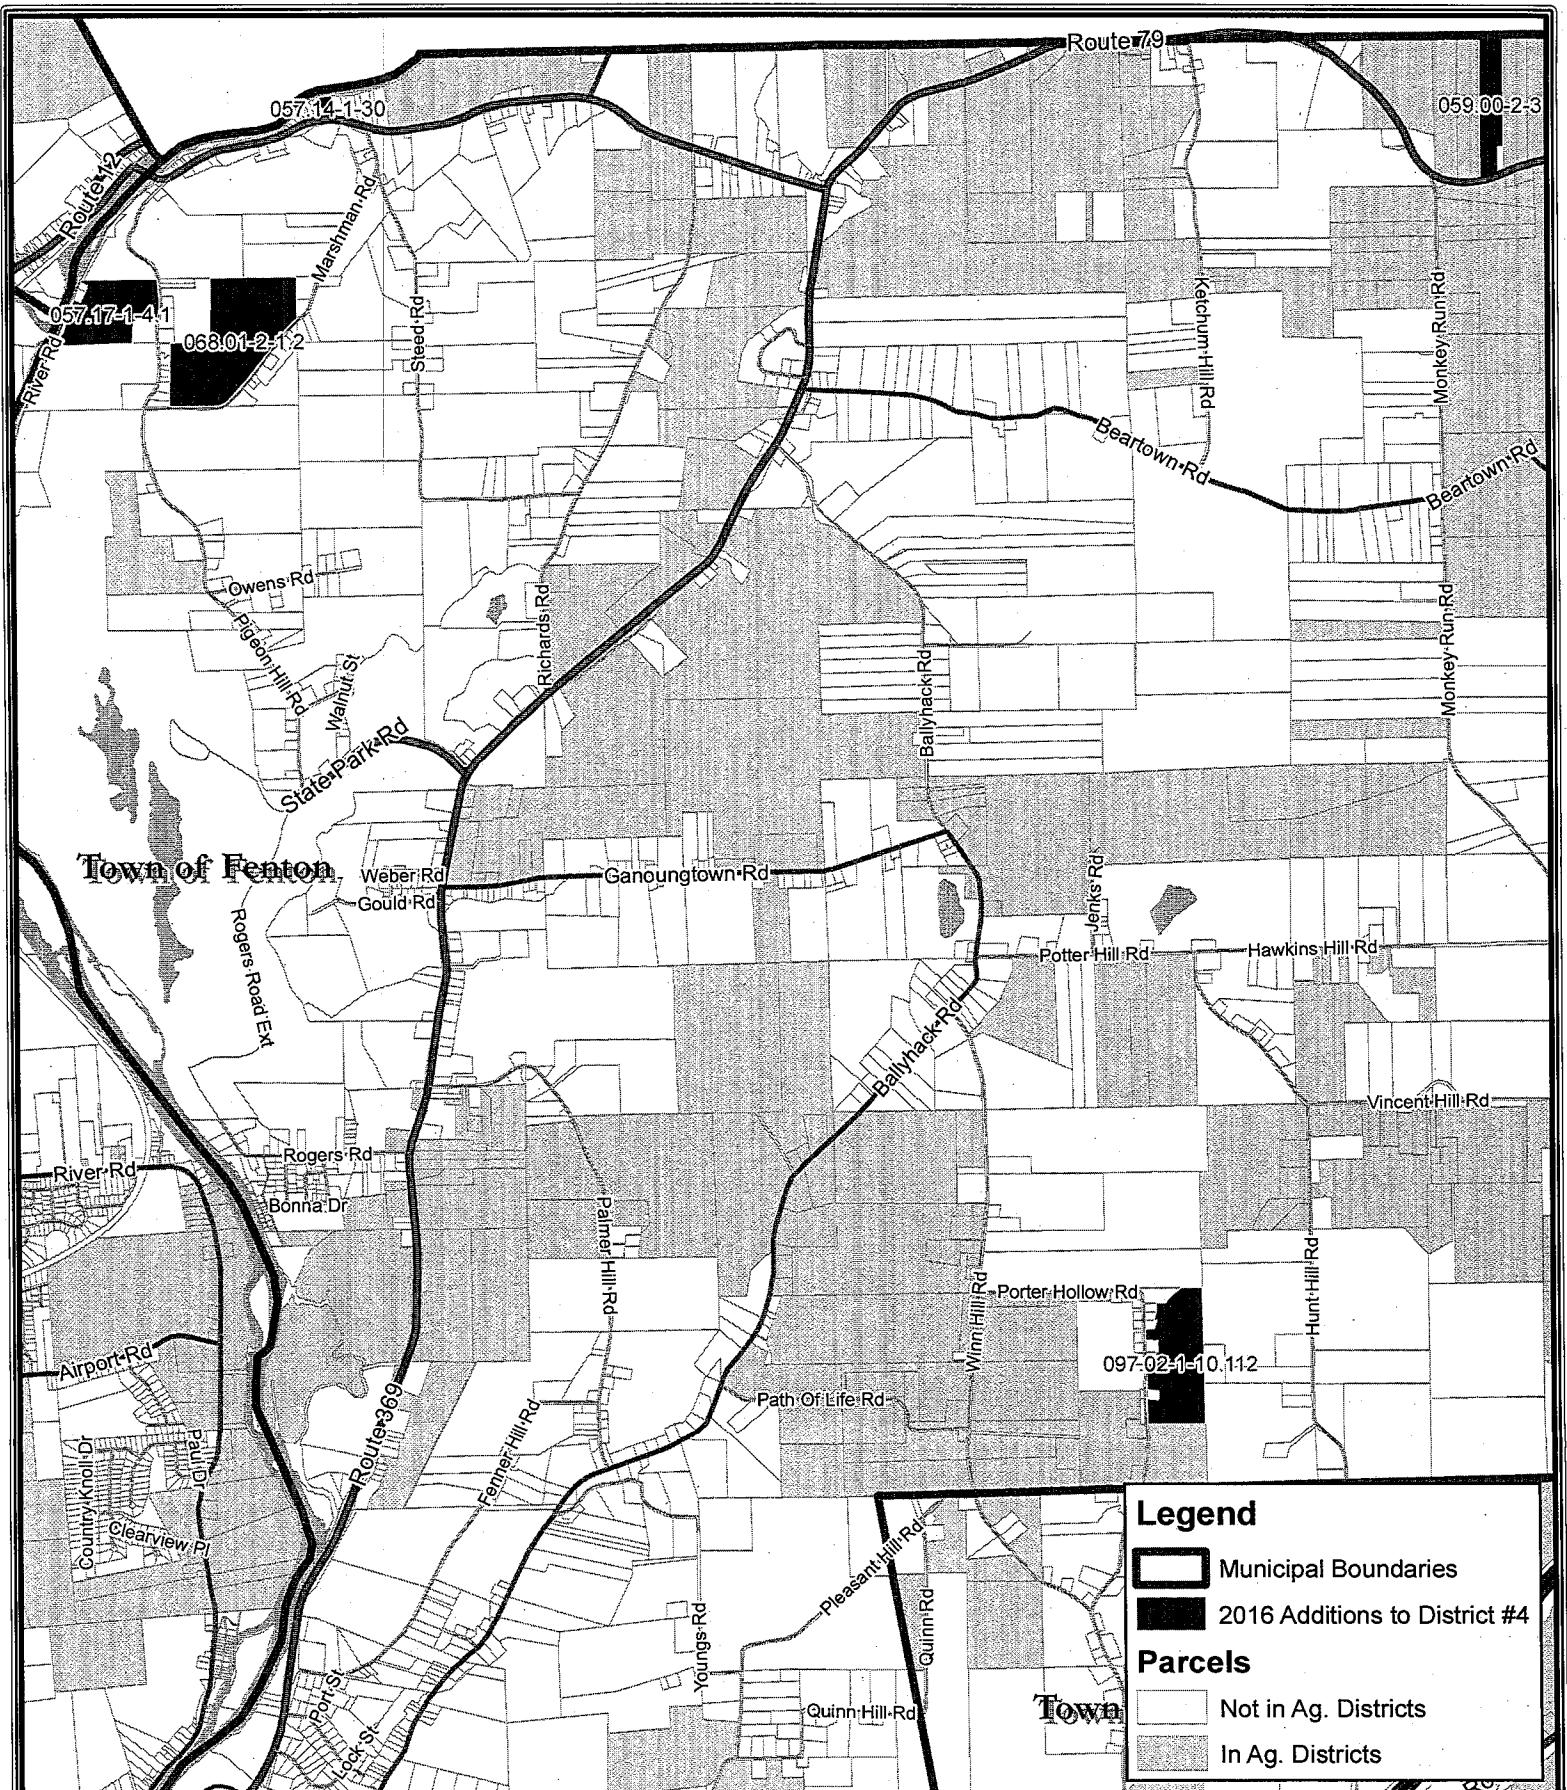 Route 79
057.14-1-30
059.00-2-3
Route 12
Marshman Rd
057.17-1-4.1
068.01-2-1.2
Steed Rd
River Rd
Ketchum Hill Rd
Monkey Run Rd
Beartown Rd
Beartown Rd
Owens Rd
Pigeon Hill Rd
Walnut St
Richards Rd
Ballyhack Rd
Monkey Run Rd
State Park Rd
Town of Fenton
Weber Rd
Gould Rd
Ganoungtown Rd
Jenks Rd
Rogers Road Ext
Potter Hill Rd
Hawkins Hill Rd
Ballyhack Rd
Vincent Hill Rd
River Rd
Rogers Rd
Bonna Dr
Palmer Hill Rd
Winn Hill Rd
Porter Hollow Rd
Hunt Hill Rd
Airport Rd
097-02-1-10.112
Route 369
Path Of Life Rd
Fenner Hill Rd
Country Knoll Dr
Paul Dr
Clearview Pl
Pleasant Hill Rd
Quinn Rd
Youngs Rd
Port St
Lock St
Quinn Hill Rd
Town
Legend
Municipal Boundaries
2016 Additions to District #4
Parcels
Not in Ag. Districts
In Ag. Districts